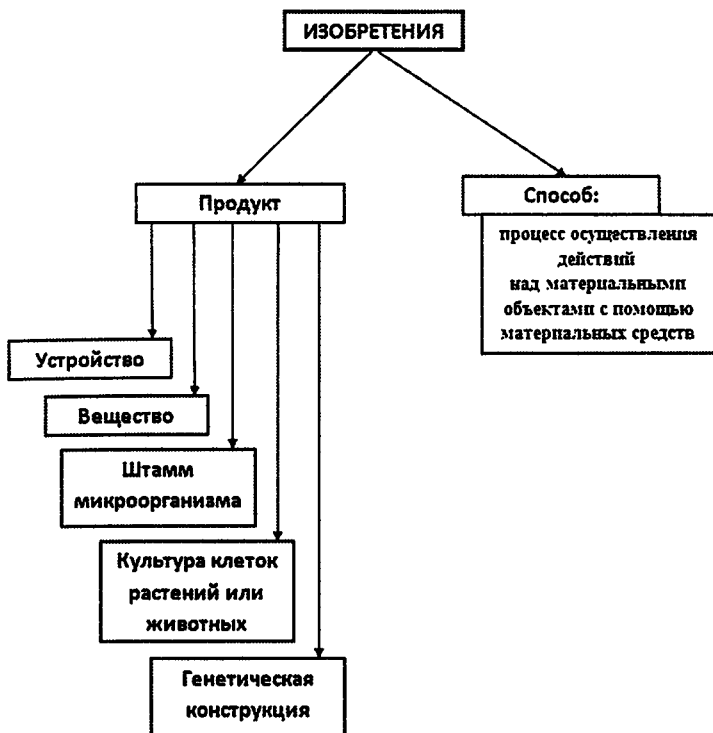 ИЗОБРЕТЕНИЯ
Продукт
Способ:
процесс осуществления
действий
над материальными
объектами с помощью
материальных средств
Устройство
Вещество
Штамм
микроорганизма
Культура клеток
растений или
животных
Генетическая
конструкция